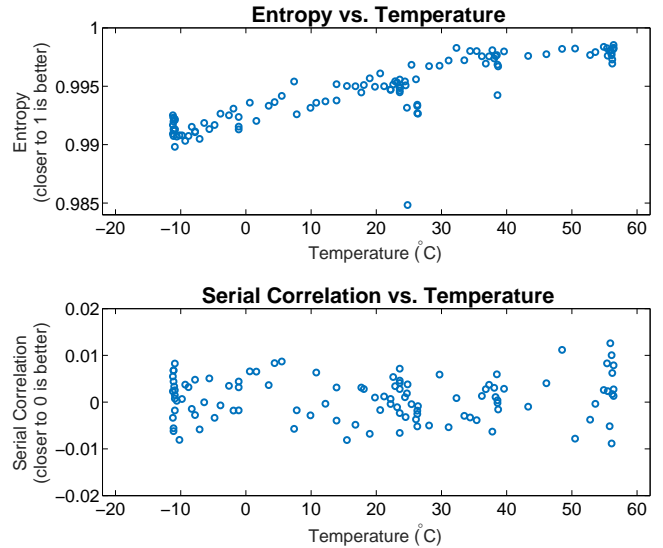 Entropy vs. Temperature
Entropy
(closer to 1 is better)
1
0.995
0.99
0.985
−20 −10 0 10 20 30 40 50 60
Temperature (°C)
Serial Correlation vs. Temperature
Serial Correlation
(closer to 0 is better)
0.02
0.01
0
−0.01
−0.02
−20 −10 0 10 20 30 40 50 60
Temperature (°C)